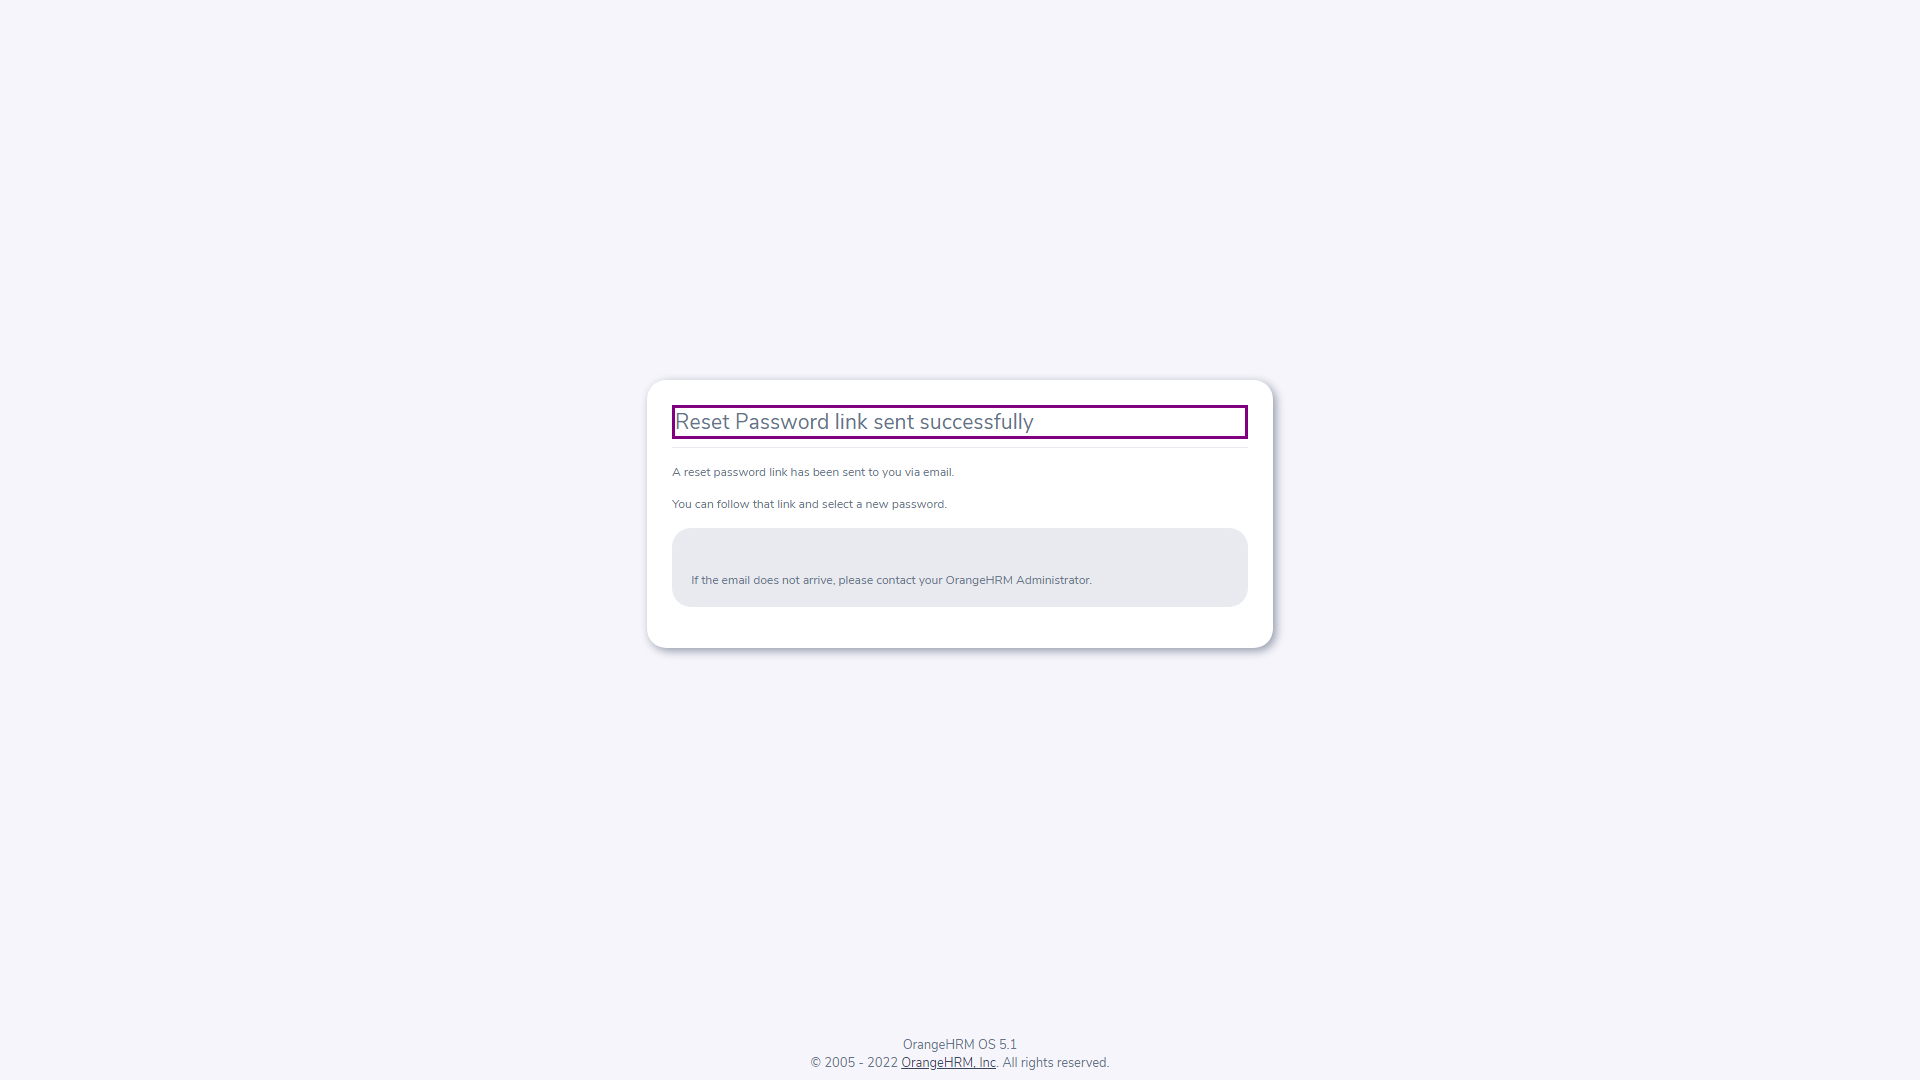 Reset Password link sent successfully
A reset password link has been sent to you via email.
You can follow that link and select a new password.
If the email does not arrive, please contact your OrangeHRM Administrator.
OrangeHRM OS 5.1
© 2005 - 2022 OrangeHRM, Inc. All rights reserved.